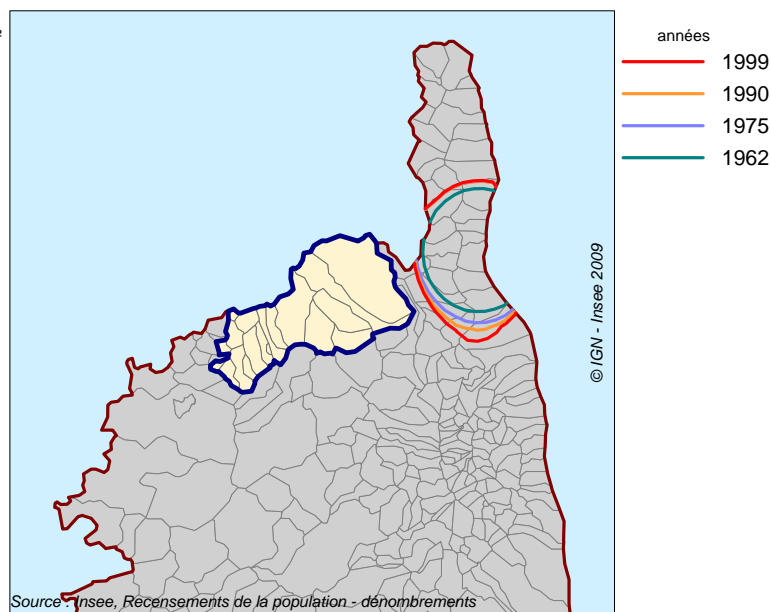 années
1999
1990
1975
1962
© IGN - Insee 2009
Source : Insee, Recensements de la population - dénombrements